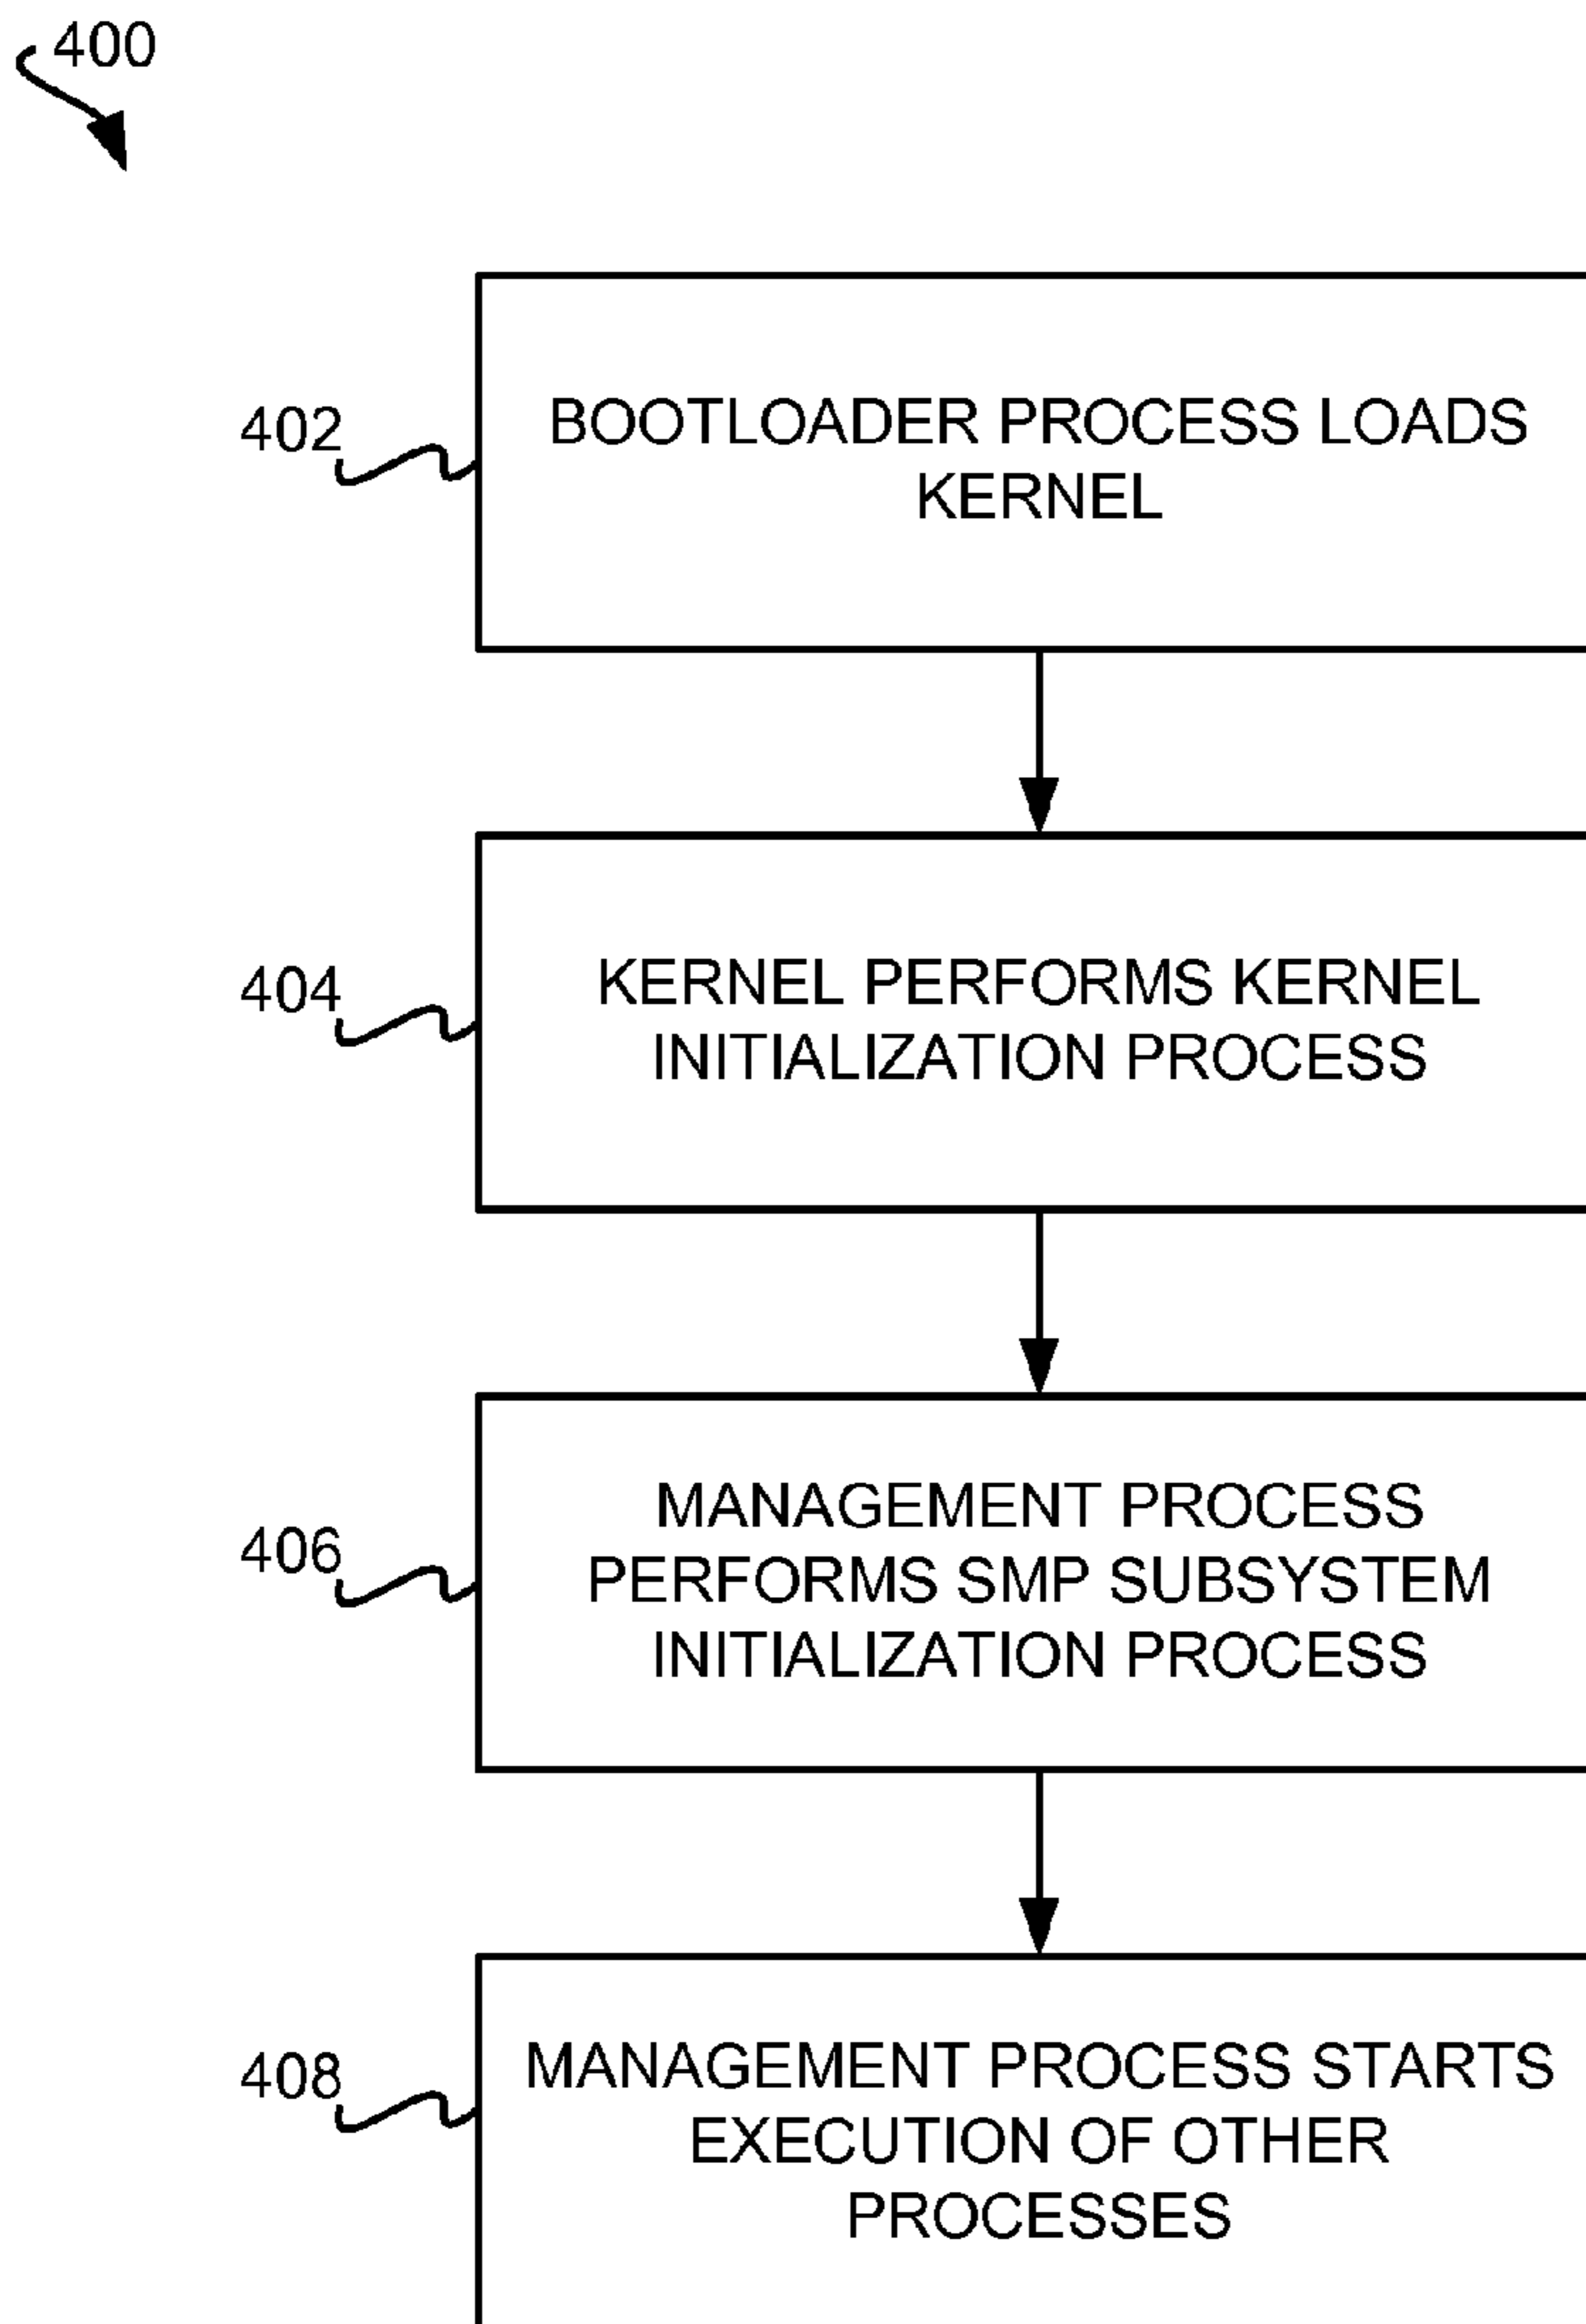 400
402
BOOTLOADER PROCESS LOADS
KERNEL
404
KERNEL PERFORMS KERNEL
INITIALIZATION PROCESS
406
MANAGEMENT PROCESS
PERFORMS SMP SUBSYSTEM
INITIALIZATION PROCESS
408
MANAGEMENT PROCESS STARTS
EXECUTION OF OTHER
PROCESSES